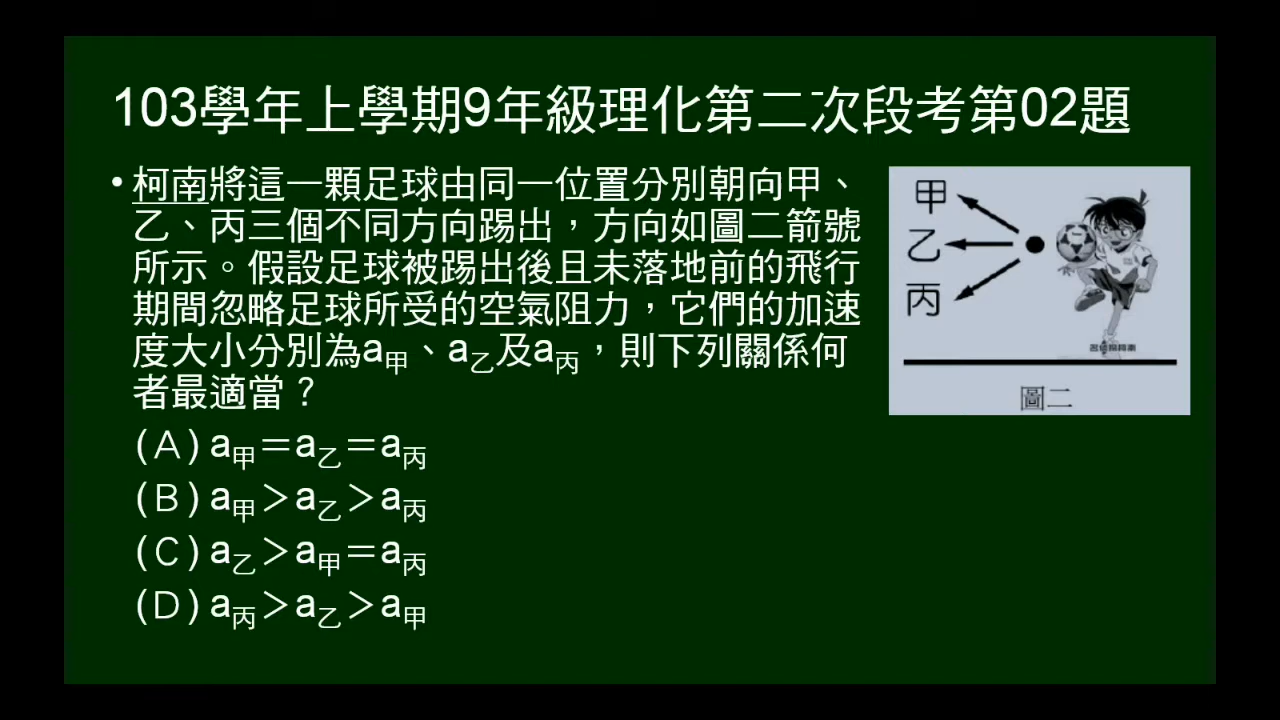 103學年上學期9年級理化第二次段考第02題
•柯南將這一顆足球由同一位置分別朝向甲、
乙、丙三個不同方向踢出，方向如圖二箭號
所示。假設足球被踢出後且未落地前的飛行
期間忽略足球所受的空氣阻力，它們的加速
度大小分別為a甲、a乙及a丙，則下列關係何
者最適當？
(A) a甲＝a乙＝a丙
(B) a甲＞a乙＞a丙
(C) a乙＞a甲＝a丙
(D) a丙＞a乙＞a甲
甲
乙
丙
名偵探柯南
圖二